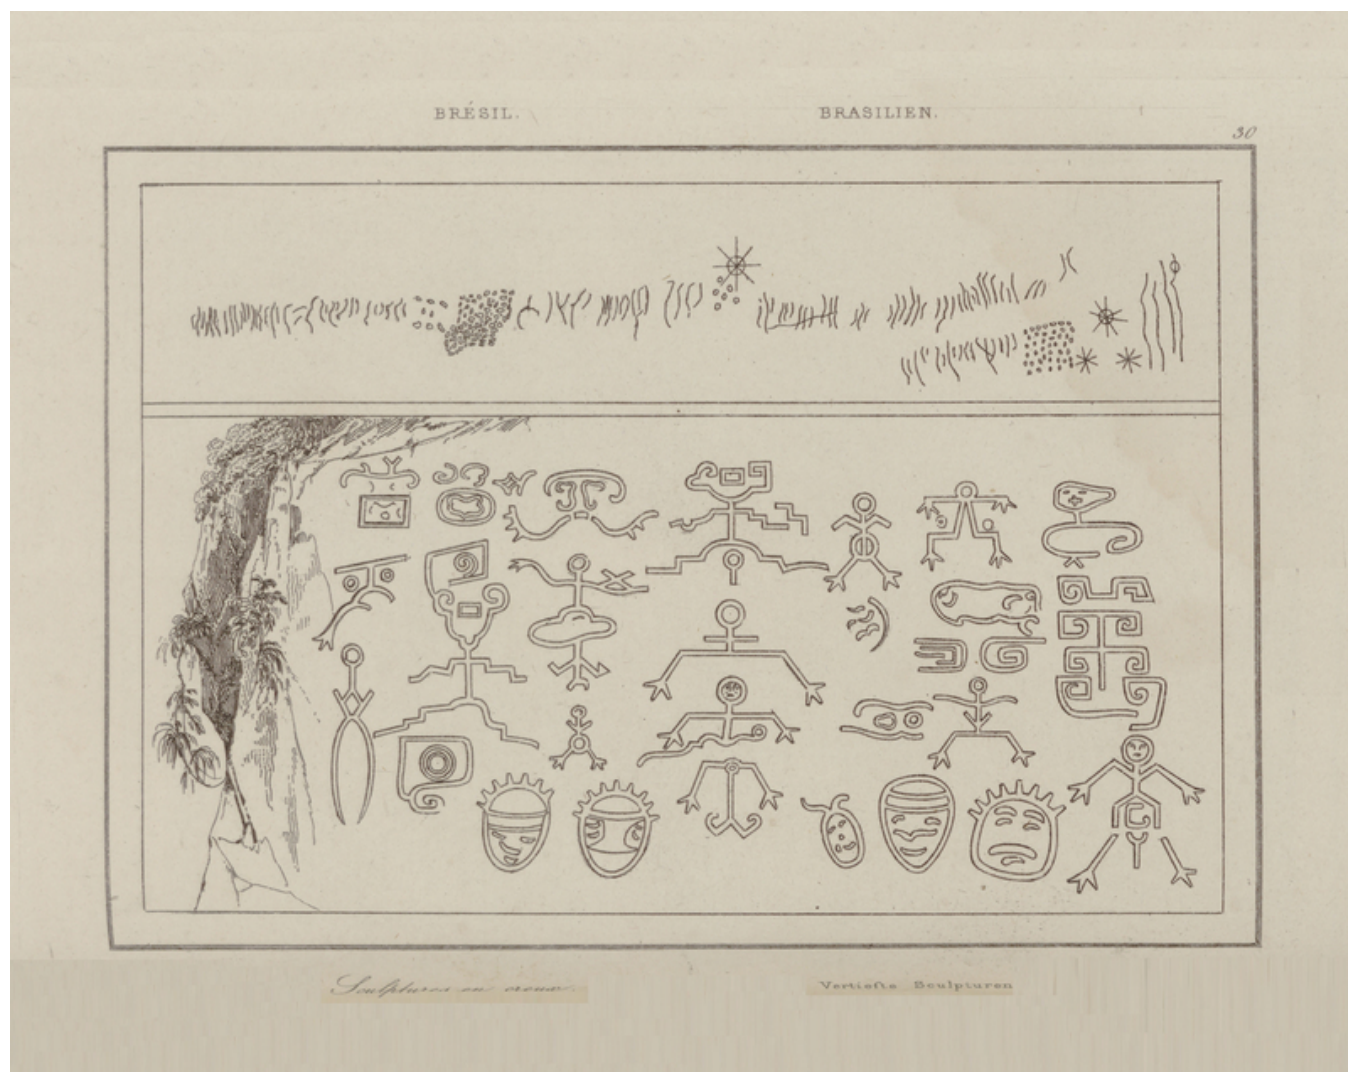 BRÉSIL.
BRASILIEN.
30
Sculptures en creux.
Vertiefte Sculpturen